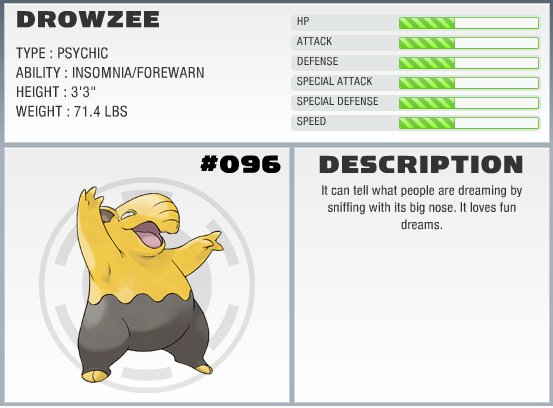 DROWZEE
TYPE : PSYCHIC
ABILITY : INSOMNIA/FOREWARN
HEIGHT : 3'3"
WEIGHT : 71.4 LBS
HP
ATTACK
DEFENSE
SPECIAL ATTACK
SPECIAL DEFENSE
SPEED
#096
DESCRIPTION
It can tell what people are dreaming by
sniffing with its big nose. It loves fun
dreams.